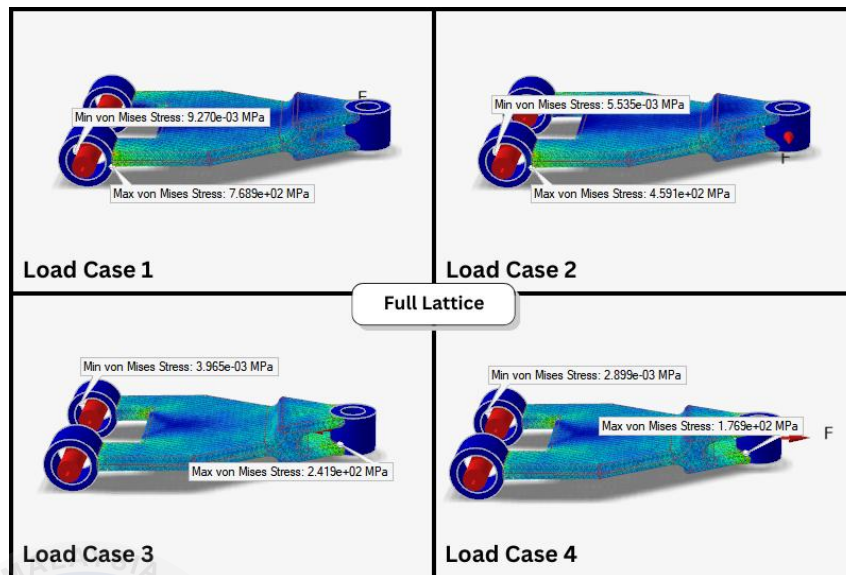 F
Min von Mises Stress: 9.270e-03 MPa
Max von Mises Stress: 7.689e+02 MPa
Load Case 1
Min von Mises Stress: 5.535e-03 MPa
F
Max von Mises Stress: 4.591e+02 MPa
Load Case 2
Full Lattice
Min von Mises Stress: 3.965e-03 MPa
Max von Mises Stress: 2.419e+02 MPa
Load Case 3
Min von Mises Stress: 2.899e-03 MPa
Max von Mises Stress: 1.769e+02 MPa
F
Load Case 4
MALAYSIA